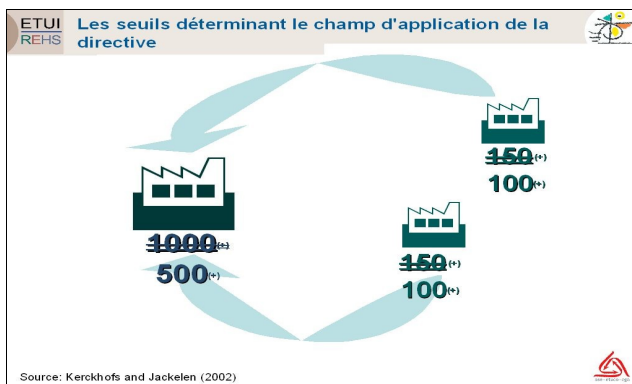 ETUI
REHS
Les seuils déterminant le champ d'application de la
directive
150(+)
100(+)
1000(+)
500(+)
150(+)
100(+)
Source: Kerckhofs and Jackelen (2002)